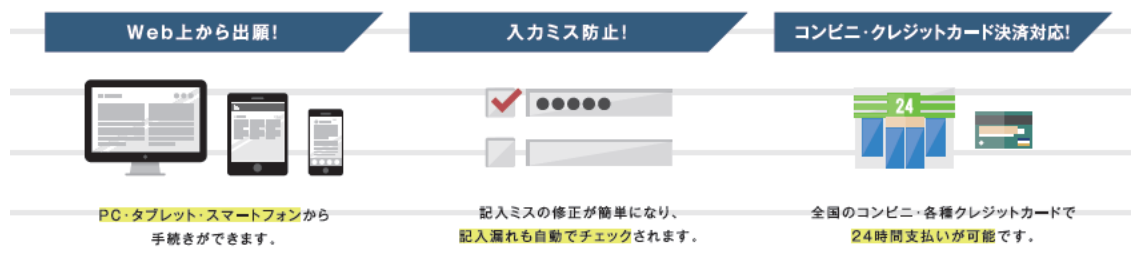 Web上から出願!
PC・タブレット・スマートフォンから
手続きができます。
入力ミス防止!
記入ミスの修正が簡単になり、
記入漏れも自動でチェックされます。
コンビニ・クレジットカード決済対応!
24
全国のコンビニ・各種クレジットカードで
24時間支払いが可能です。